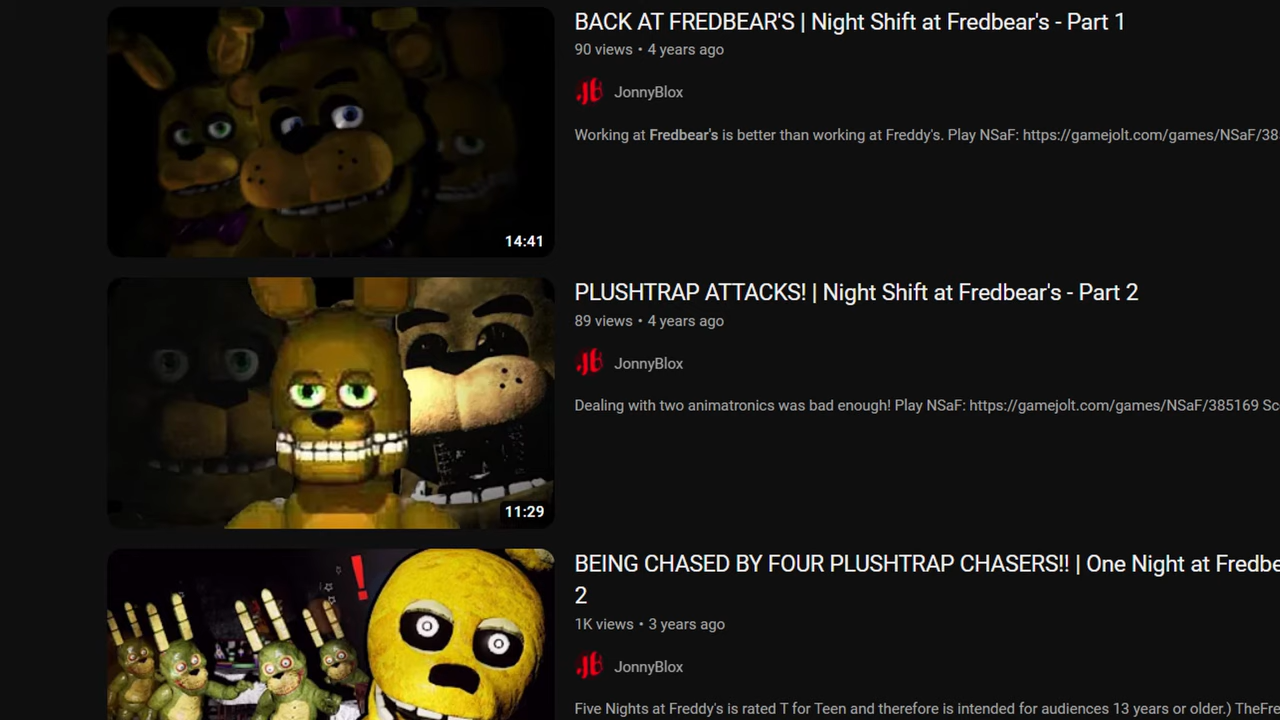 BACK AT FREDBEAR'S | Night Shift at Fredbear's - Part 1
90 views • 4 years ago
JB JonnyBlox
Working at Fredbear's is better than working at Freddy's. Play NSaF: https://gamejolt.com/games/NSaF/38
14:41
PLUSHTRAP ATTACKS! | Night Shift at Fredbear's - Part 2
89 views • 4 years ago
JB JonnyBlox
Dealing with two animatronics was bad enough! Play NSaF: https://gamejolt.com/games/NSaF/385169 Sc
11:29
BEING CHASED BY FOUR PLUSHTRAP CHASERS!! | One Night at Fredbe
2
1K views • 3 years ago
JB JonnyBlox
Five Nights at Freddy's is rated T for Teen and therefore is intended for audiences 13 years or older.) TheFre
!